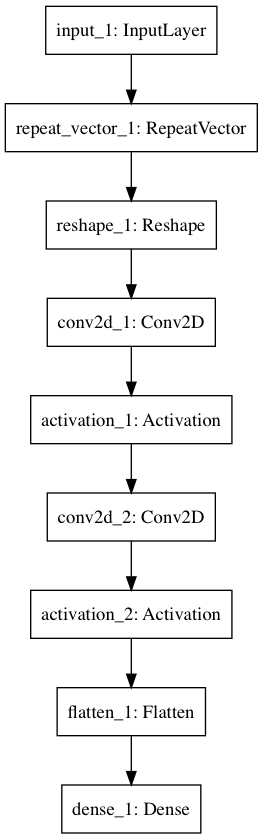 input_1: InputLayer
repeat_vector_1: RepeatVector
reshape_1: Reshape
conv2d_1: Conv2D
activation_1: Activation
conv2d_2: Conv2D
activation_2: Activation
flatten_1: Flatten
dense_1: Dense